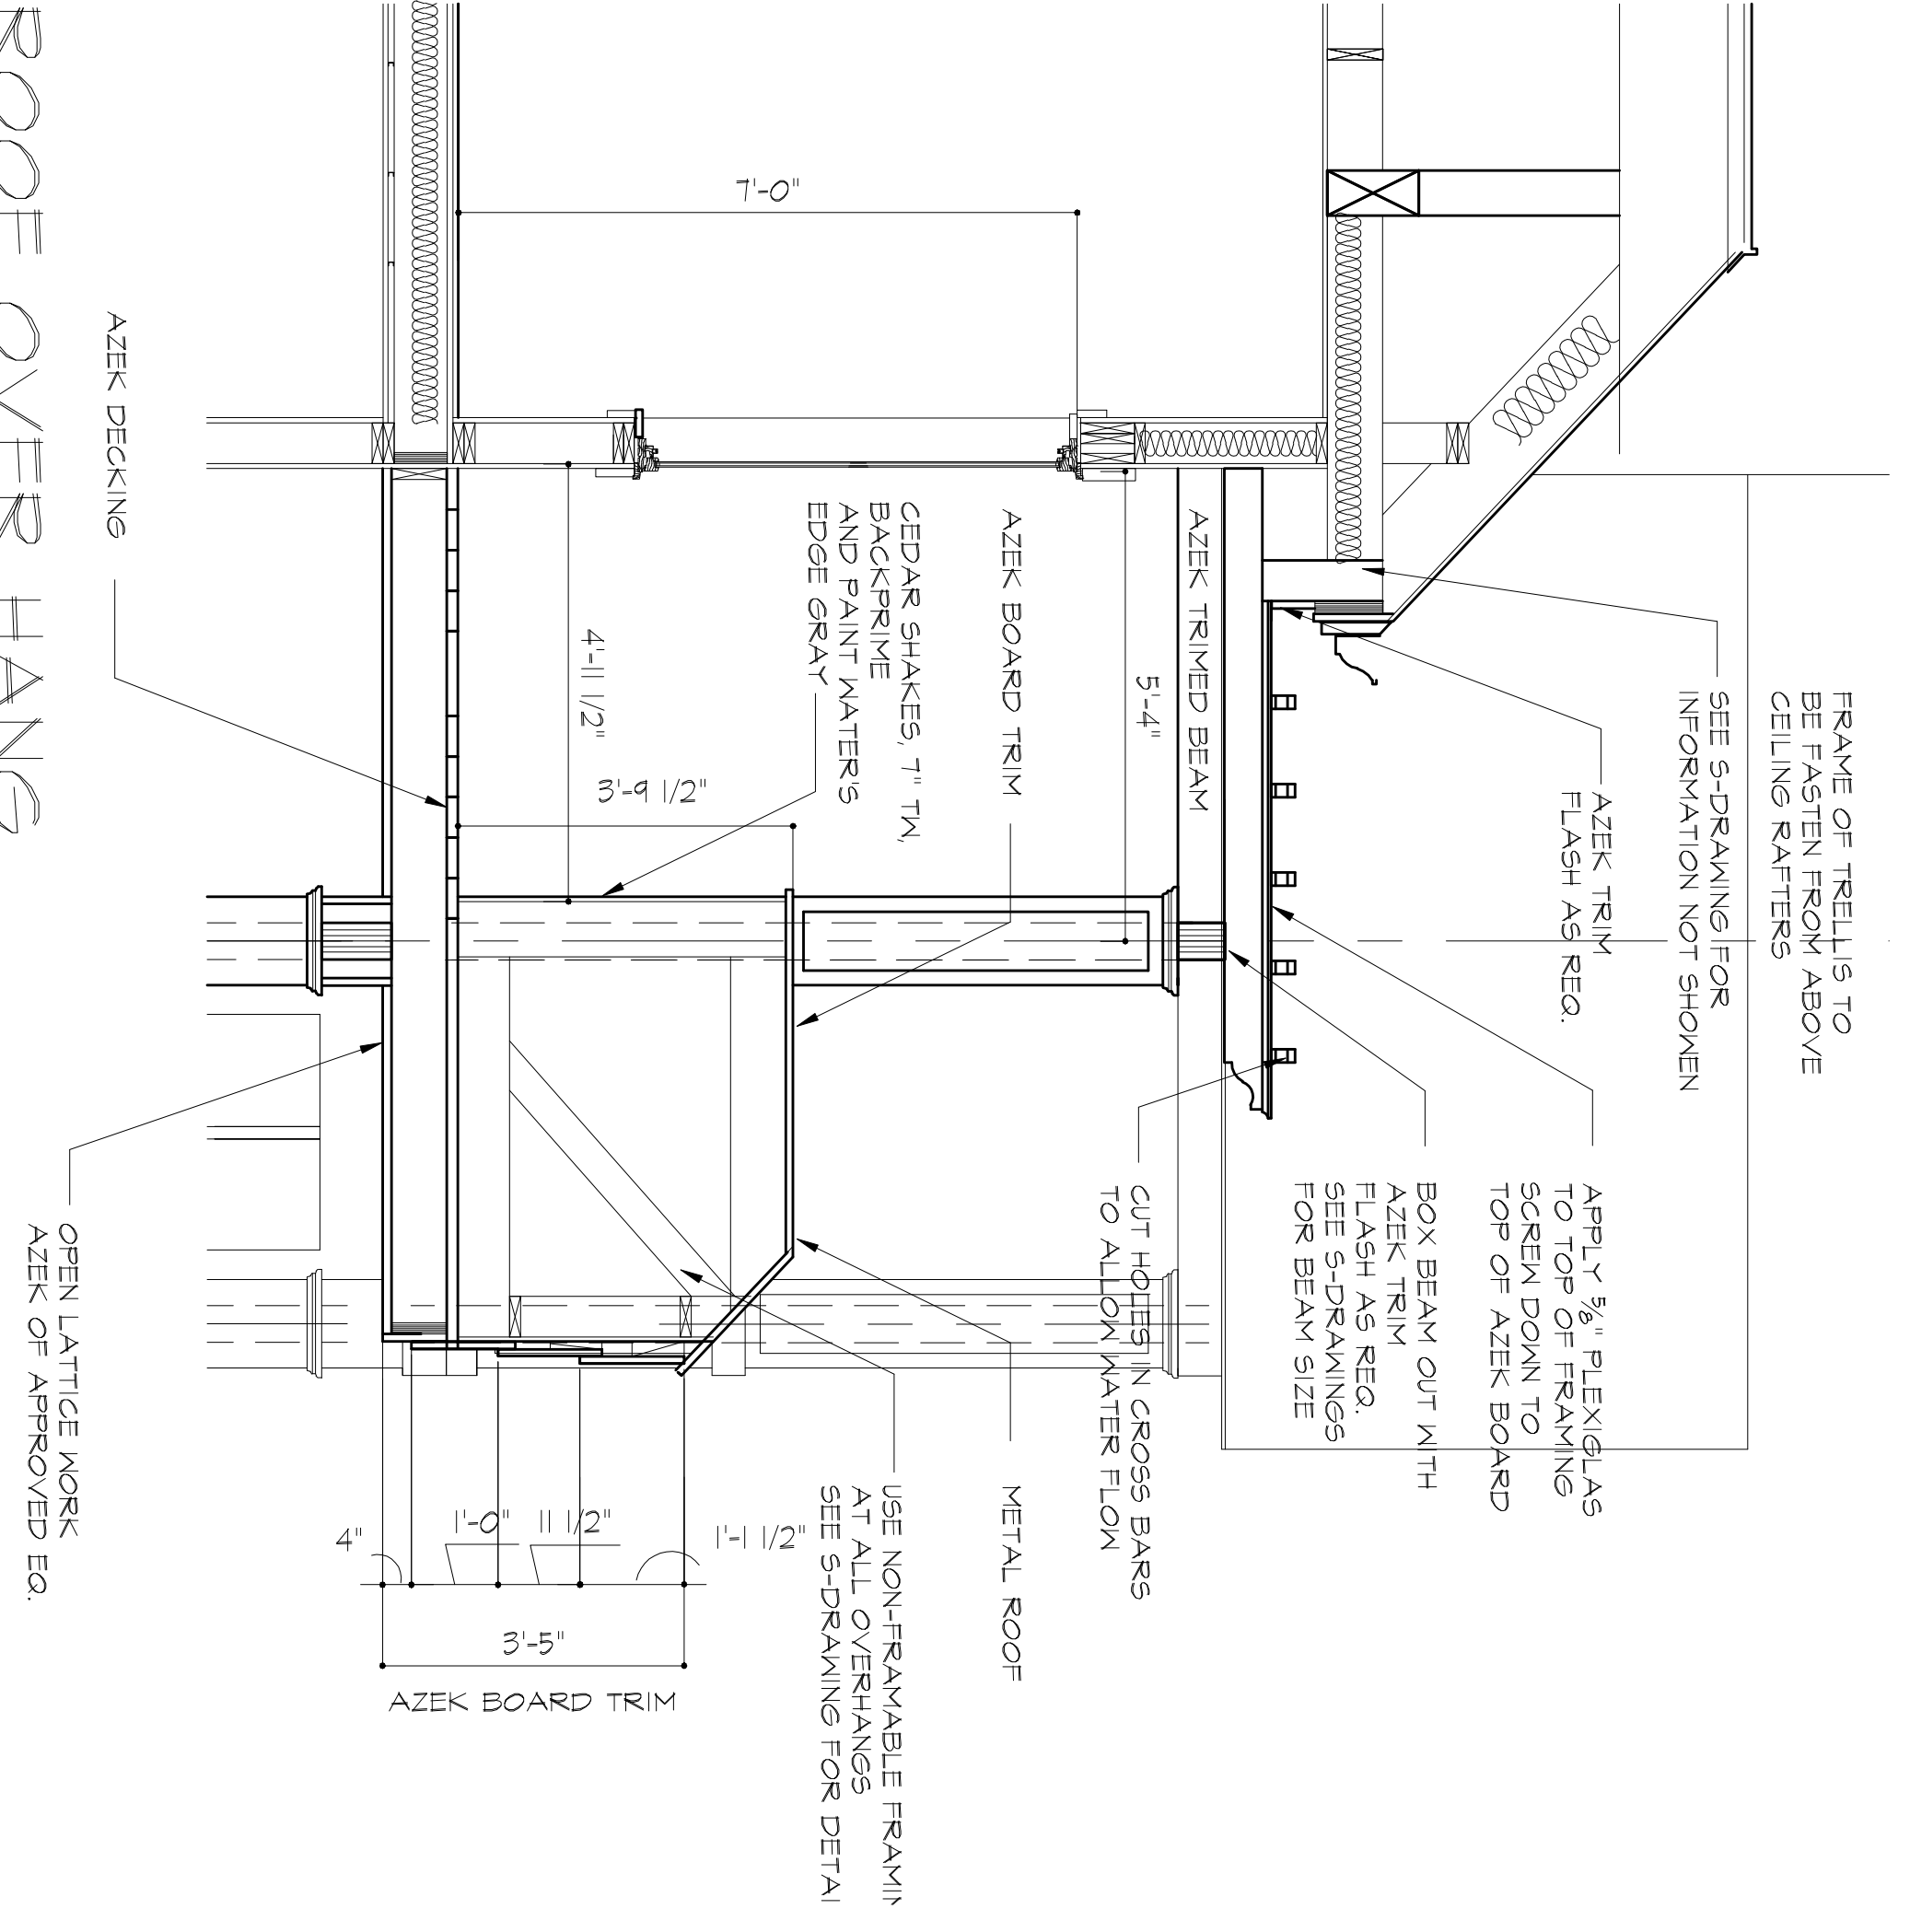 FRAME OF TRELLIS TO
BE FASTEN FROM ABOVE
CEILING RAFTERS
SEE S-DRAWING FOR
INFORMATION NOT SHOWEN
AZEK TRIM
FLASH AS REQ.
APPLY 5/8" PLEXIGLAS
TO TOP OF FRAMING
SCREW DOWN TO
TOP OF AZEK BOARD
BOX BEAM OUT WITH
AZEK TRIM
FLASH AS REQ.
SEE S-DRAWINGS
FOR BEAM SIZE
AZEK TRIMED BEAM
5'-4"
CUT HOLES IN CROSS BARS
TO ALLOW WATER FLOW
AZEK BOARD TRIM
METAL ROOF
CEDAR SHAKES, 7" TW,
BACKPRIME
AND PAINT WATER'S
EDGE GRAY
USE NON-FRAMABLE FRAMIN
AT ALL OVERHANGS
SEE S-DRAWING FOR DETAI
7'-0"
4'-11 1/2"
3'-9 1/2"
1'-1 1/2"
11 1/2"
1'-0"
4"
3'-5"
AZEK BOARD TRIM
AZEK DECKING
OPEN LATTICE WORK
AZEK OF APPROVED EQ.
ROOF OVER HANG